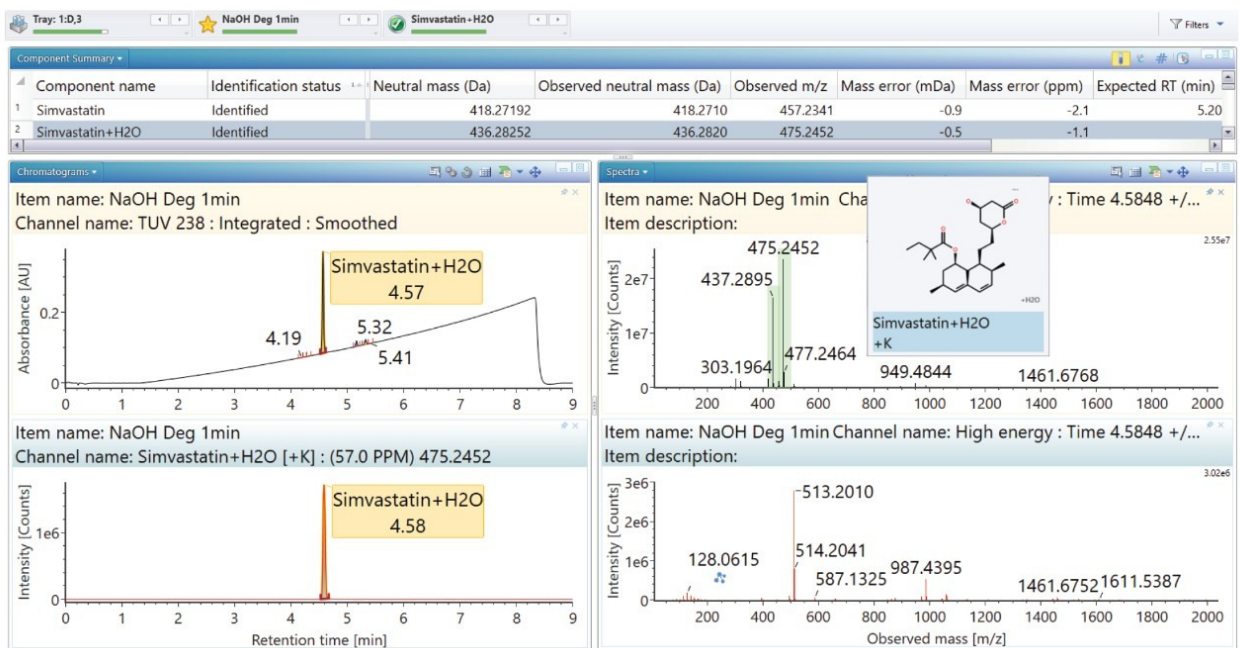 Tray: 1:D,3
NaOH Deg 1min
Simvastatin+H2O
Filters
Component Summary
Component name Identification status Neutral mass (Da) Observed neutral mass (Da) Observed m/z Mass error (mDa) Mass error (ppm) Expected RT (min)
1 Simvastatin Identified 418.27192 418.2710 457.2341 -0.9 -2.1 5.20
2 Simvastatin+H2O Identified 436.28252 436.2820 475.2452 -0.5 -1.1
Chromatograms
Item name: NaOH Deg 1min
Channel name: TUV 238 : Integrated : Smoothed
Absorbance [AU]
0.2
0
Simvastatin+H2O
4.57
4.19
5.32
5.41
0 1 2 3 4 5 6 7 8 9
Item name: NaOH Deg 1min
Channel name: Simvastatin+H2O [+K] : (57.0 PPM) 475.2452
Intensity [Counts]
1e6
0
Simvastatin+H2O
4.58
0 1 2 3 4 5 6 7 8 9
Retention time [min]
Spectra
Item name: NaOH Deg 1min Cha : Time 4.5848 +/...
Item description:
2.55e7
Intensity [Counts]
2e7
1e7
0
475.2452
437.2895
303.1964
477.2464
949.4844
1461.6768
+H2O
Simvastatin+H2O
+K
200 400 600 800 1000 1200 1400 1600 1800 2000
Item name: NaOH Deg 1min Channel name: High energy : Time 4.5848 +/...
Item description:
3.02e6
Intensity [Counts]
3e6
2e6
1e6
0
513.2010
128.0615
514.2041
587.1325
987.4395
1461.6752
1611.5387
200 400 600 800 1000 1200 1400 1600 1800 2000
Observed mass [m/z]